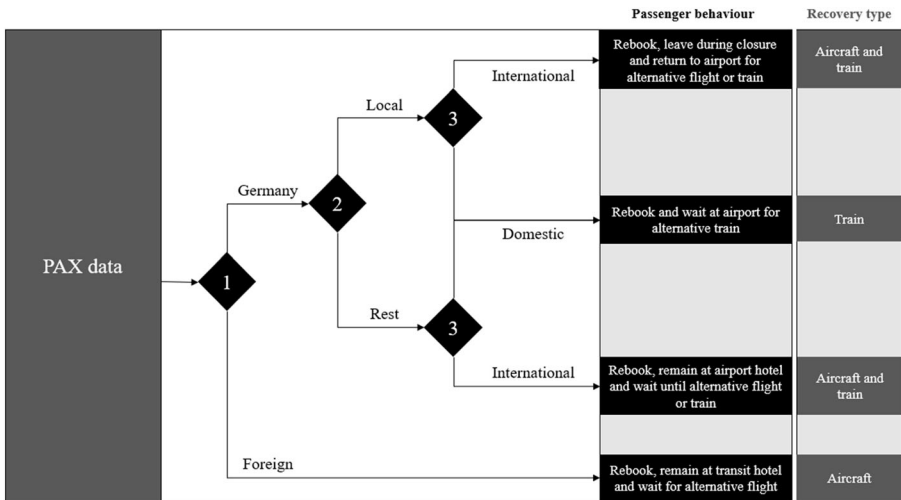 Passenger behaviour
Recovery type
Rebook, leave during closure
and return to airport for
alternative flight or train
Aircraft and
train
International
Local
3
Germany
2
Rebook and wait at airport for
alternative train
Train
Domestic
PAX data
1
Rest
3
International
Rebook, remain at airport hotel
and wait until alternative flight
or train
Aircraft and
train
Foreign
Rebook, remain at transit hotel
and wait for alternative flight
Aircraft